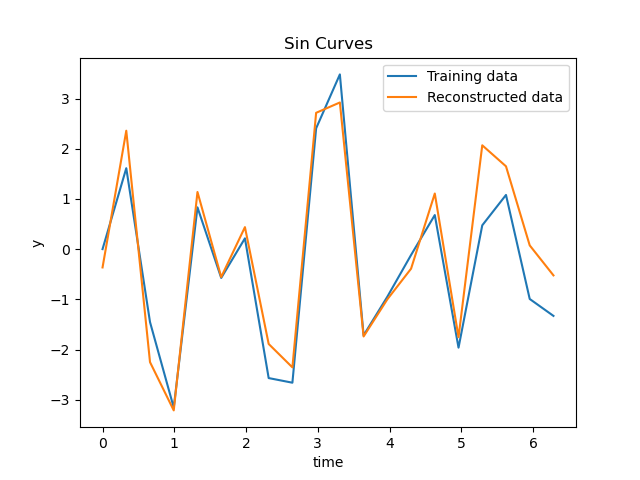 Sin Curves
Training data
Reconstructed data
y
3
2
1
0
−1
−2
−3
0 1 2 3 4 5 6
time